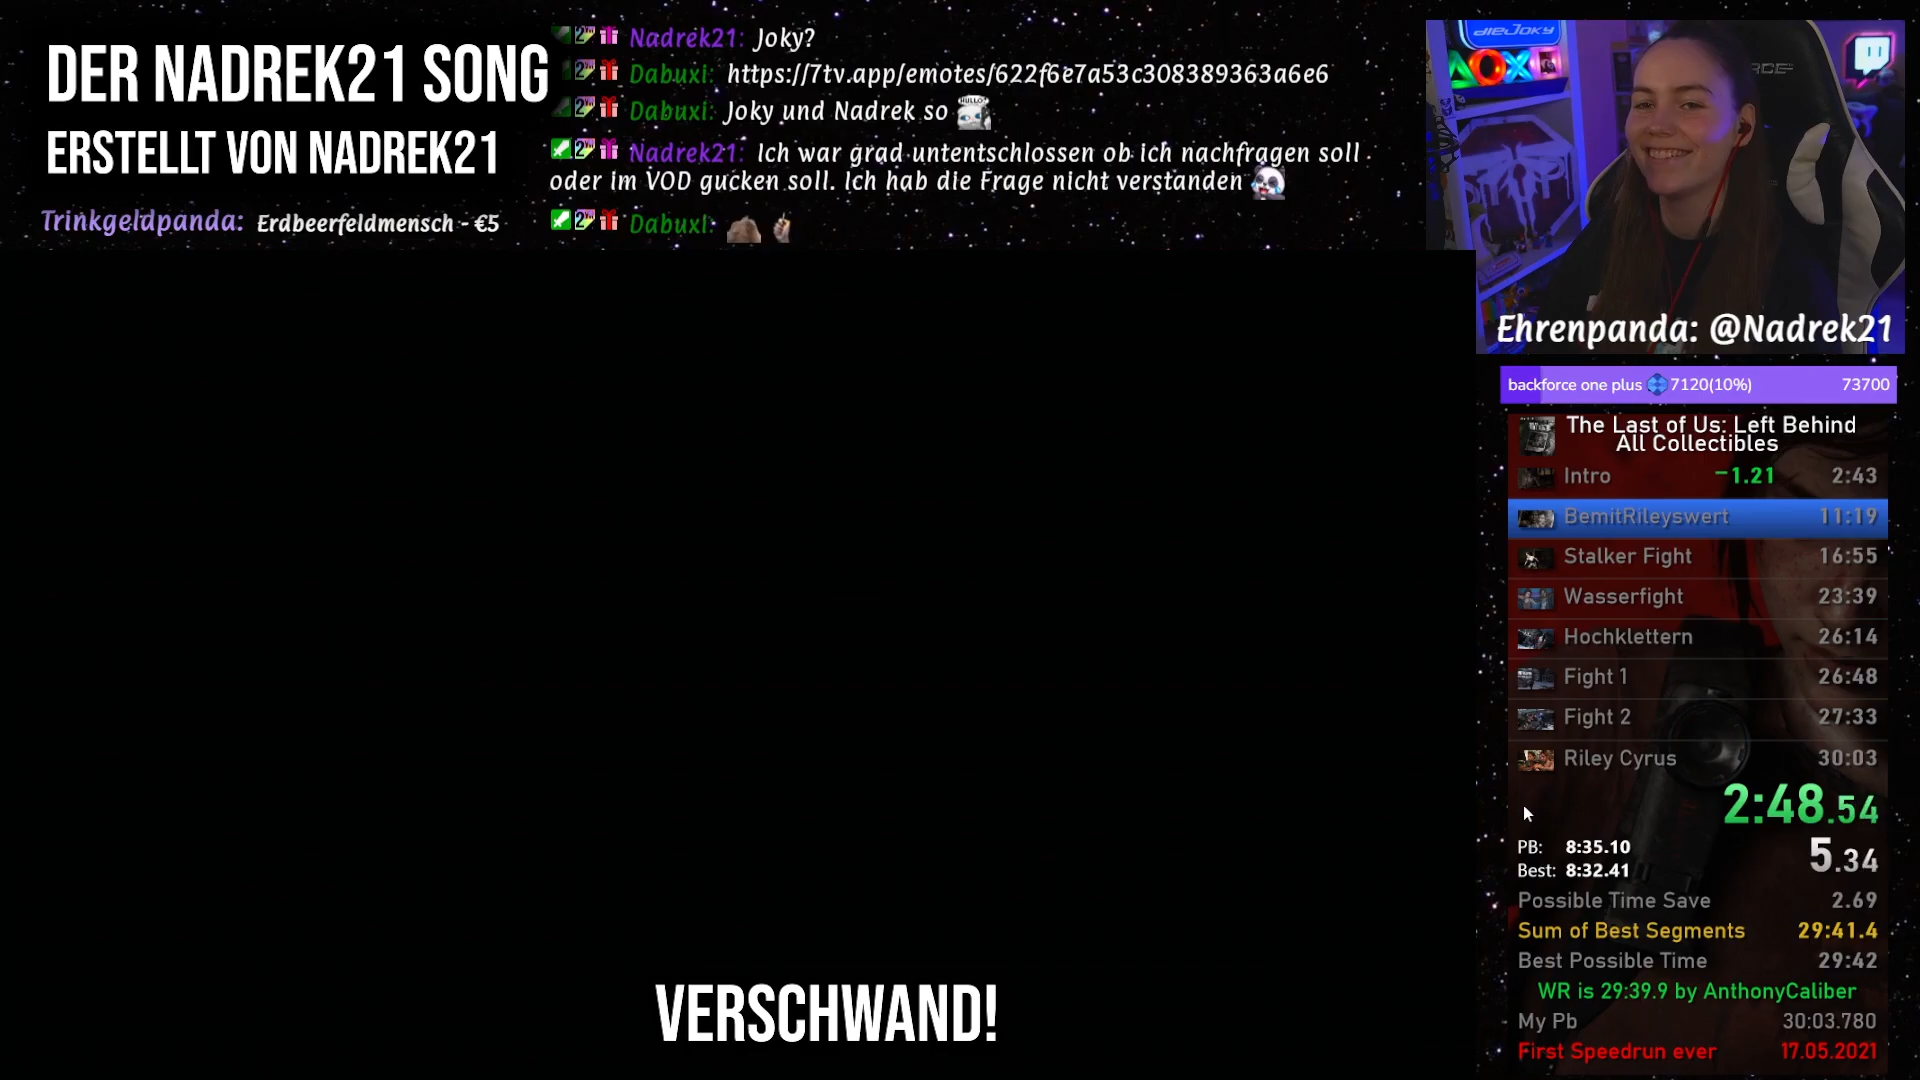 DER NADREK21 SONG
ERSTELLT VON NADREK21
Trinkgeldpanda: Erdbeerfeldmensch - €5
Nadrek21: Joky?
Dabuxi: https://7tv.app/emotes/622f6e7a53c308389363a6e6
Dabuxi: Joky und Nadrek so
Nadrek21: Ich war grad untentschlossen ob ich nachfragen soll
oder im VOD gucken soll. Ich hab die Frage nicht verstanden
Dabuxi:
dieJoky
Ehrenpanda: @Nadrek21
backforce one plus 7120(10%) 73700
The Last of Us: Left Behind
All Collectibles
Intro −1.21 2:43
BemitRileyswert 11:19
Stalker Fight 16:55
Wasserfight 23:39
Hochklettern 26:14
Fight 1 26:48
Fight 2 27:33
Riley Cyrus 30:03
2:48.54
PB: 8:35.10
5.34
Best: 8:32.41
Possible Time Save 2.69
Sum of Best Segments 29:41.4
Best Possible Time 29:42
WR is 29:39.9 by AnthonyCaliber
- My Pb 30:03.780
First Speedrun ever 17.05.2021
VERSCHWAND!